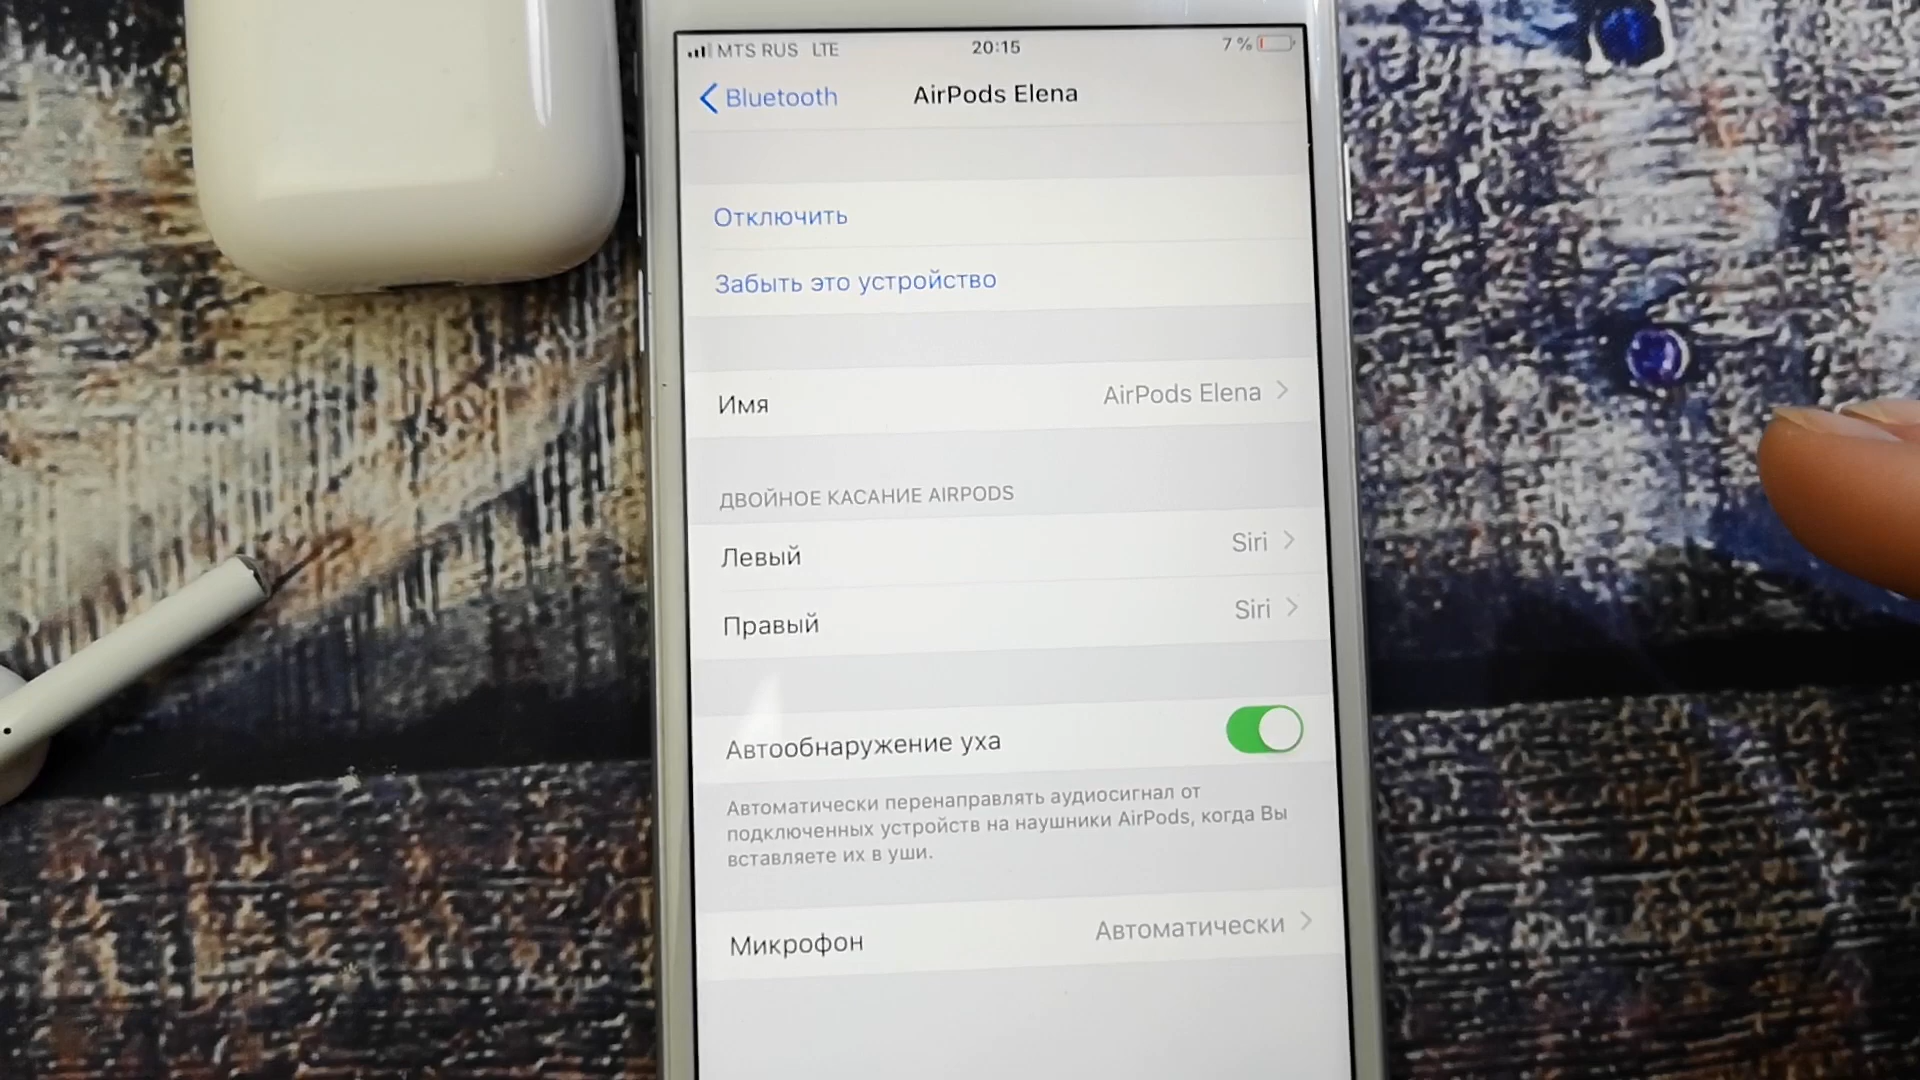 MTS RUS LTE 20:15 7 %
Bluetooth AirPods Elena
Отключить
Забыть это устройство
Имя AirPods Elena
ДВОЙНОЕ КАСАНИЕ AIRPODS
Левый Siri
Правый Siri
Автообнаружение уха
Автоматически перенаправлять аудиосигнал от
подключенных устройств на наушники AirPods, когда Вы
вставляете их в уши.
Микрофон Автоматически